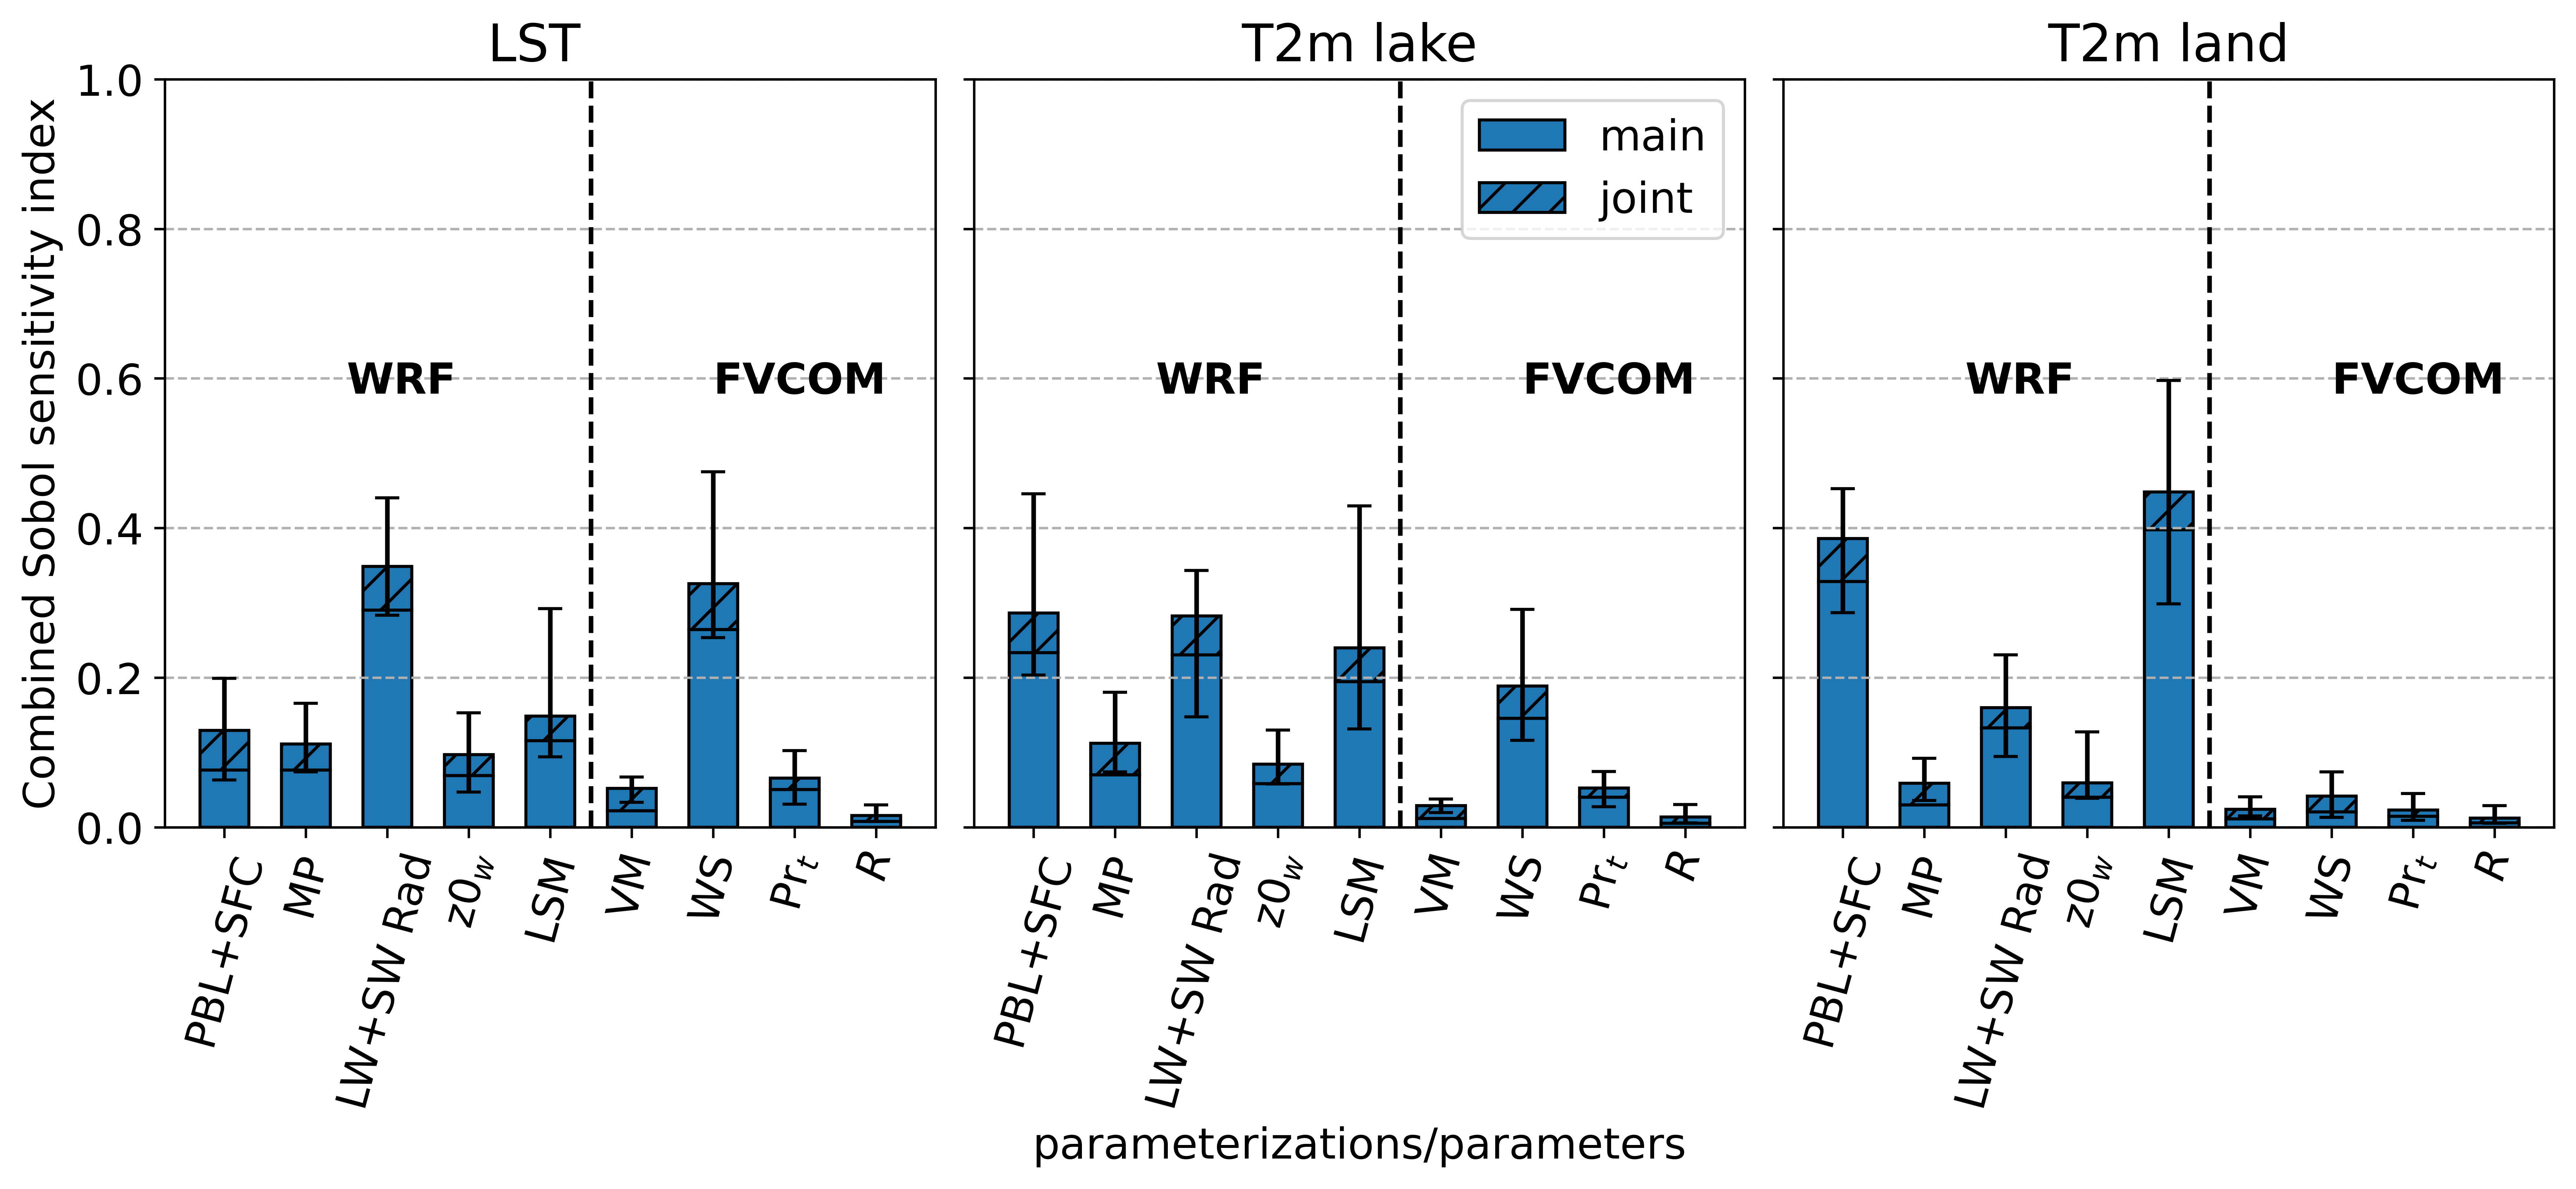 LST
T2m lake
T2m land
Combined Sobol sensitivity index
1.0
0.8
0.6
0.4
0.2
0.0
main
joint
WRF
FVCOM
WRF
FVCOM
WRF
FVCOM
PBL+SFC
MP
LW+SW Rad
z0w
LSM
VM
WS
Prt
R
PBL+SFC
MP
LW+SW Rad
z0w
LSM
VM
WS
Prt
R
PBL+SFC
MP
LW+SW Rad
z0w
LSM
VM
WS
Prt
R
parameterizations/parameters